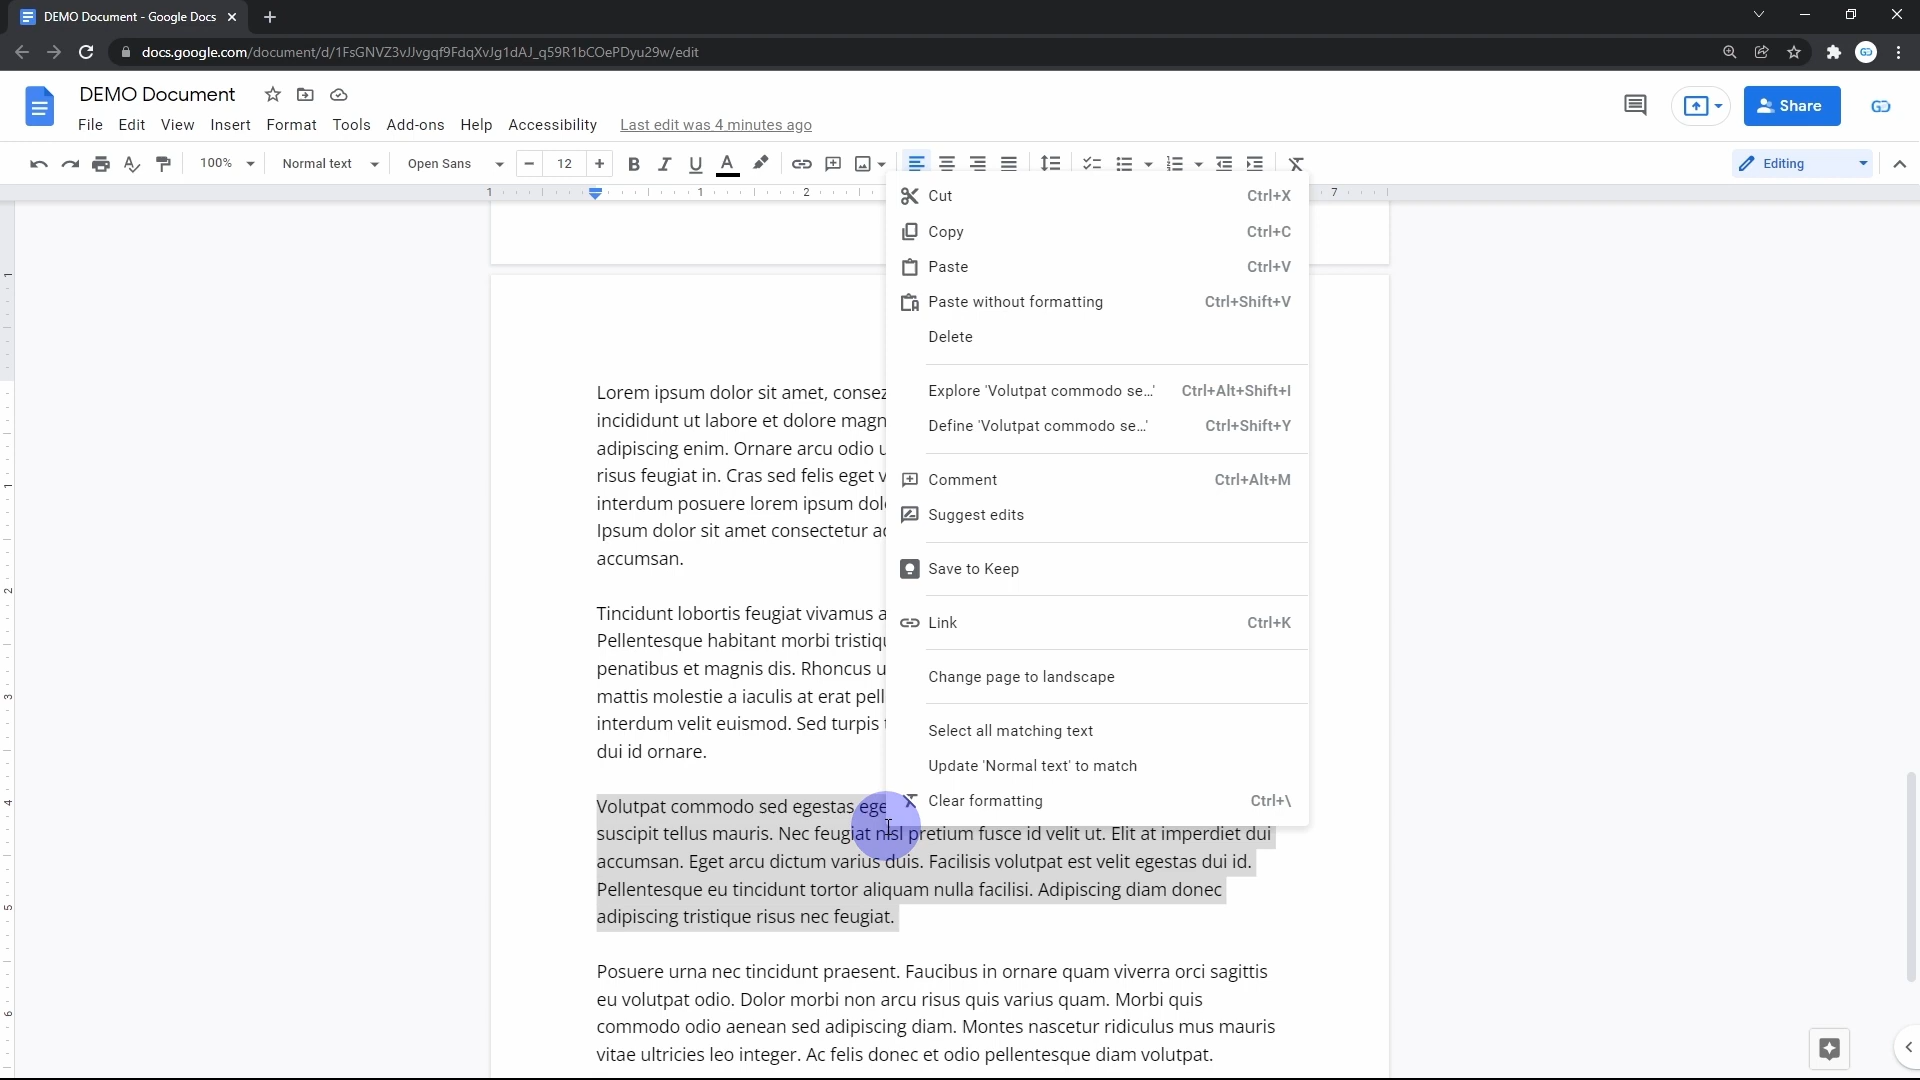 DEMO Document - Google Docs
docs.google.com/document/d/1FsGNVZ3vJJvgqf9FdqXvJg1dAJ_q59R1bCOePDyu29w/edit
DEMO Document
Share
File Edit View Insert Format Tools Add-ons Help Accessibility Last edit was 4 minutes ago
100% Normal text Open Sans 12 Editing
1 1 2 7
Cut Ctrl+X
Copy Ctrl+C
Paste Ctrl+V
Paste without formatting Ctrl+Shift+V
Delete
Explore 'Volutpat commodo se...' Ctrl+Alt+Shift+I
Define 'Volutpat commodo se...' Ctrl+Shift+Y
Comment Ctrl+Alt+M
Suggest edits
Save to Keep
Link Ctrl+K
Change page to landscape
Select all matching text
Update 'Normal text' to match
Clear formatting Ctrl+\
1
1
2
3
4
5
6
Lorem ipsum dolor sit amet,
incididunt ut labore et dolore
adipiscing enim. Ornare arcu odio
risus feugiat in. Cras sed felis eget
interdum posuere lorem ipsum
Ipsum dolor sit amet consectetur
accumsan.
Tincidunt lobortis feugiat vivamus
Pellentesque habitant morbi
penatibus et magnis dis. Rhoncus
mattis molestie a iaculis at erat
interdum velit euismod. Sed turpis
dui id ornare.
Volutpat commodo sed egestas
suscipit tellus mauris. Nec feugiat nisl pretium fusce id velit ut. Elit at imperdiet dui
accumsan. Eget arcu dictum varius duis. Facilisis volutpat est velit egestas dui id.
Pellentesque eu tincidunt tortor aliquam nulla facilisi. Adipiscing diam donec
adipiscing tristique risus nec feugiat.
Posuere urna nec tincidunt praesent. Faucibus in ornare quam viverra orci sagittis
eu volutpat odio. Dolor morbi non arcu risus quis varius quam. Morbi quis
commodo odio aenean sed adipiscing diam. Montes nascetur ridiculus mus mauris
vitae ultricies leo integer. Ac felis donec et odio pellentesque diam volutpat.